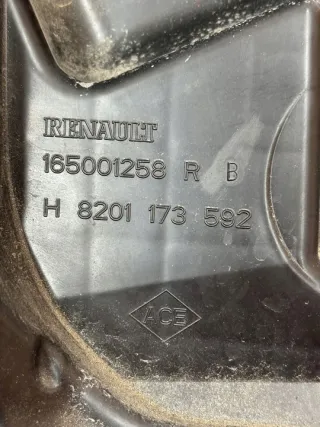 RENAULT
165001258 R B
H 8201 173 592
ACE